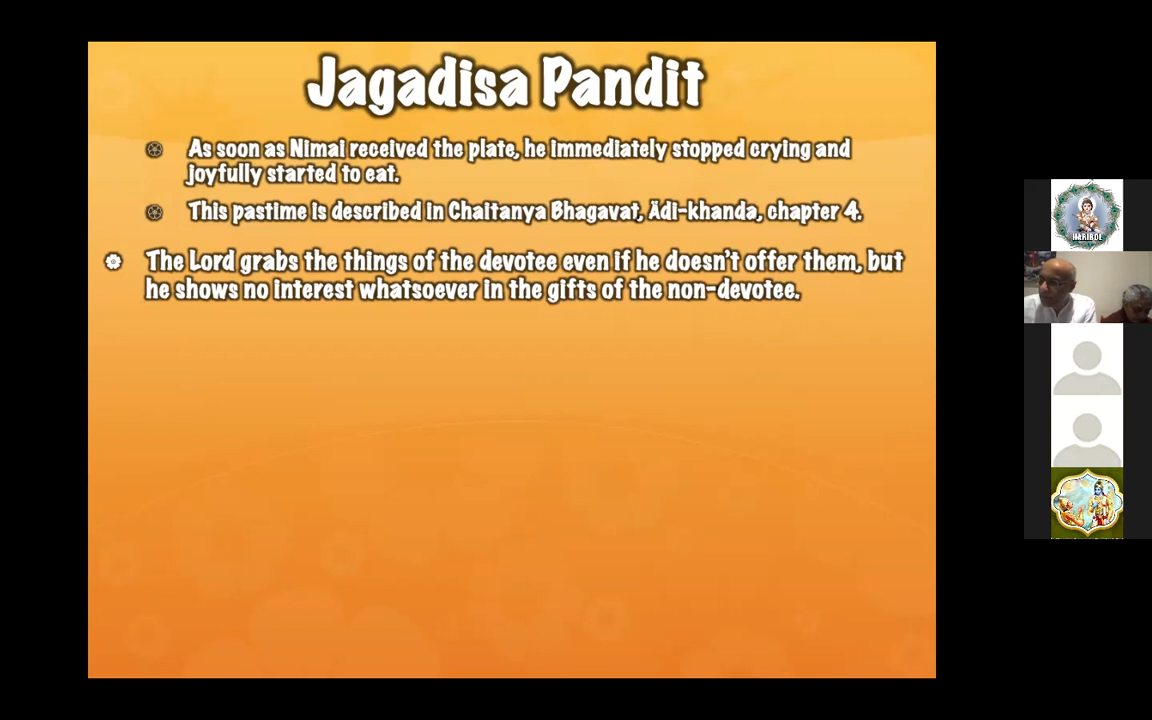 Jagadisa Pandit
As soon as Nimai received the plate, he immediately stopped crying and
joyfully started to eat.
This pastime is described in Chaitanya Bhagavat, Ādi-khanda, chapter 4.
The Lord grabs the things of the devotee even if he doesn't offer them, but
he shows no interest whatsoever in the gifts of the non-devotee.
HARIBOL